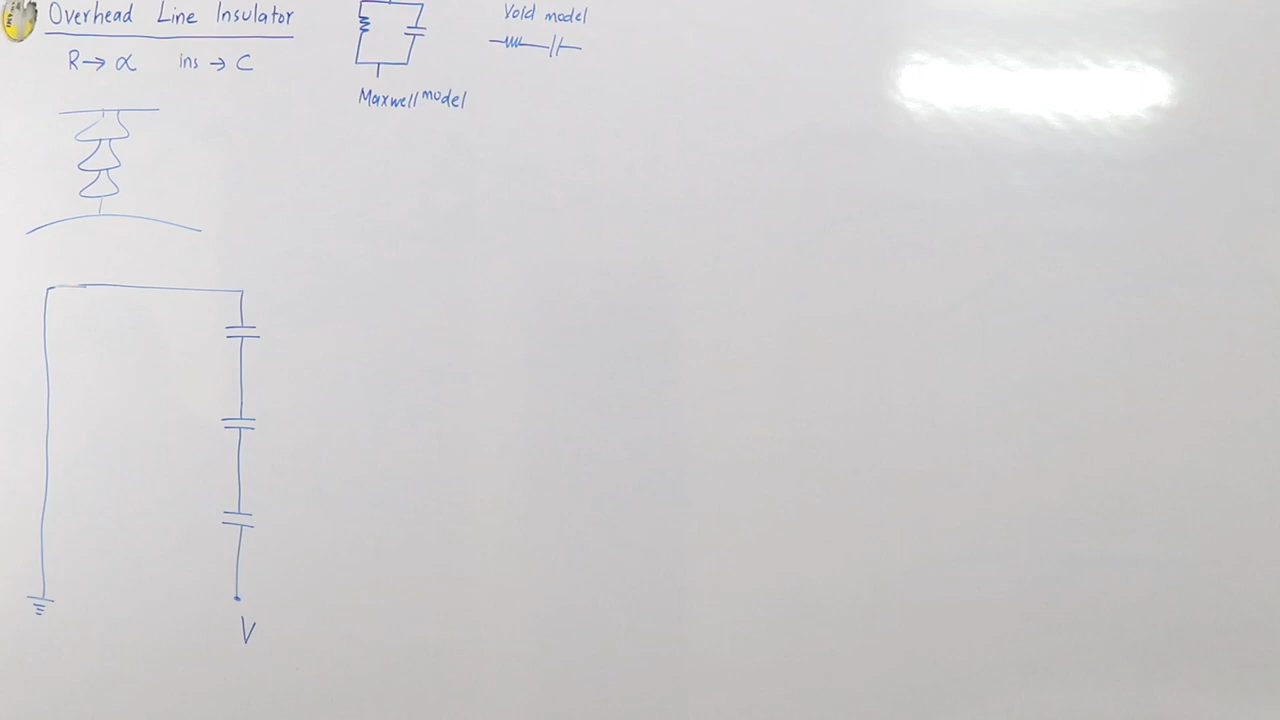 Overhead Line Insulator
R → α ins → C
Maxwell model
Void model
V